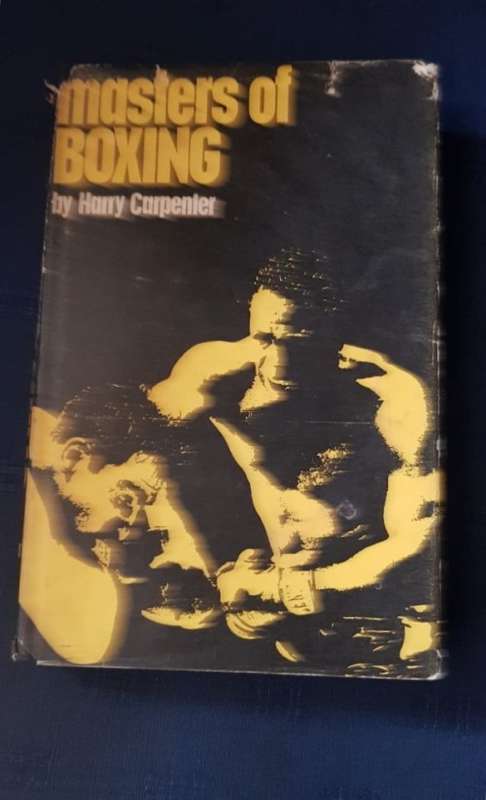 masters of
BOXING
by Harry Carpenter